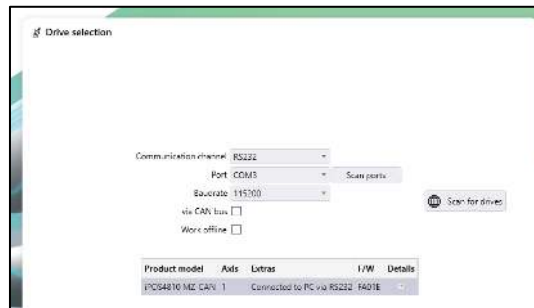 Drive selection
Communication channel RS232
Port COM3 Scan ports
Baudrate 115200
Scan for drives
via CAN bus
Work offline
Product model Axis Extras F/W Details
iPOS4810 MZ-CAN 1 Connected to PC via RS232 FA01E